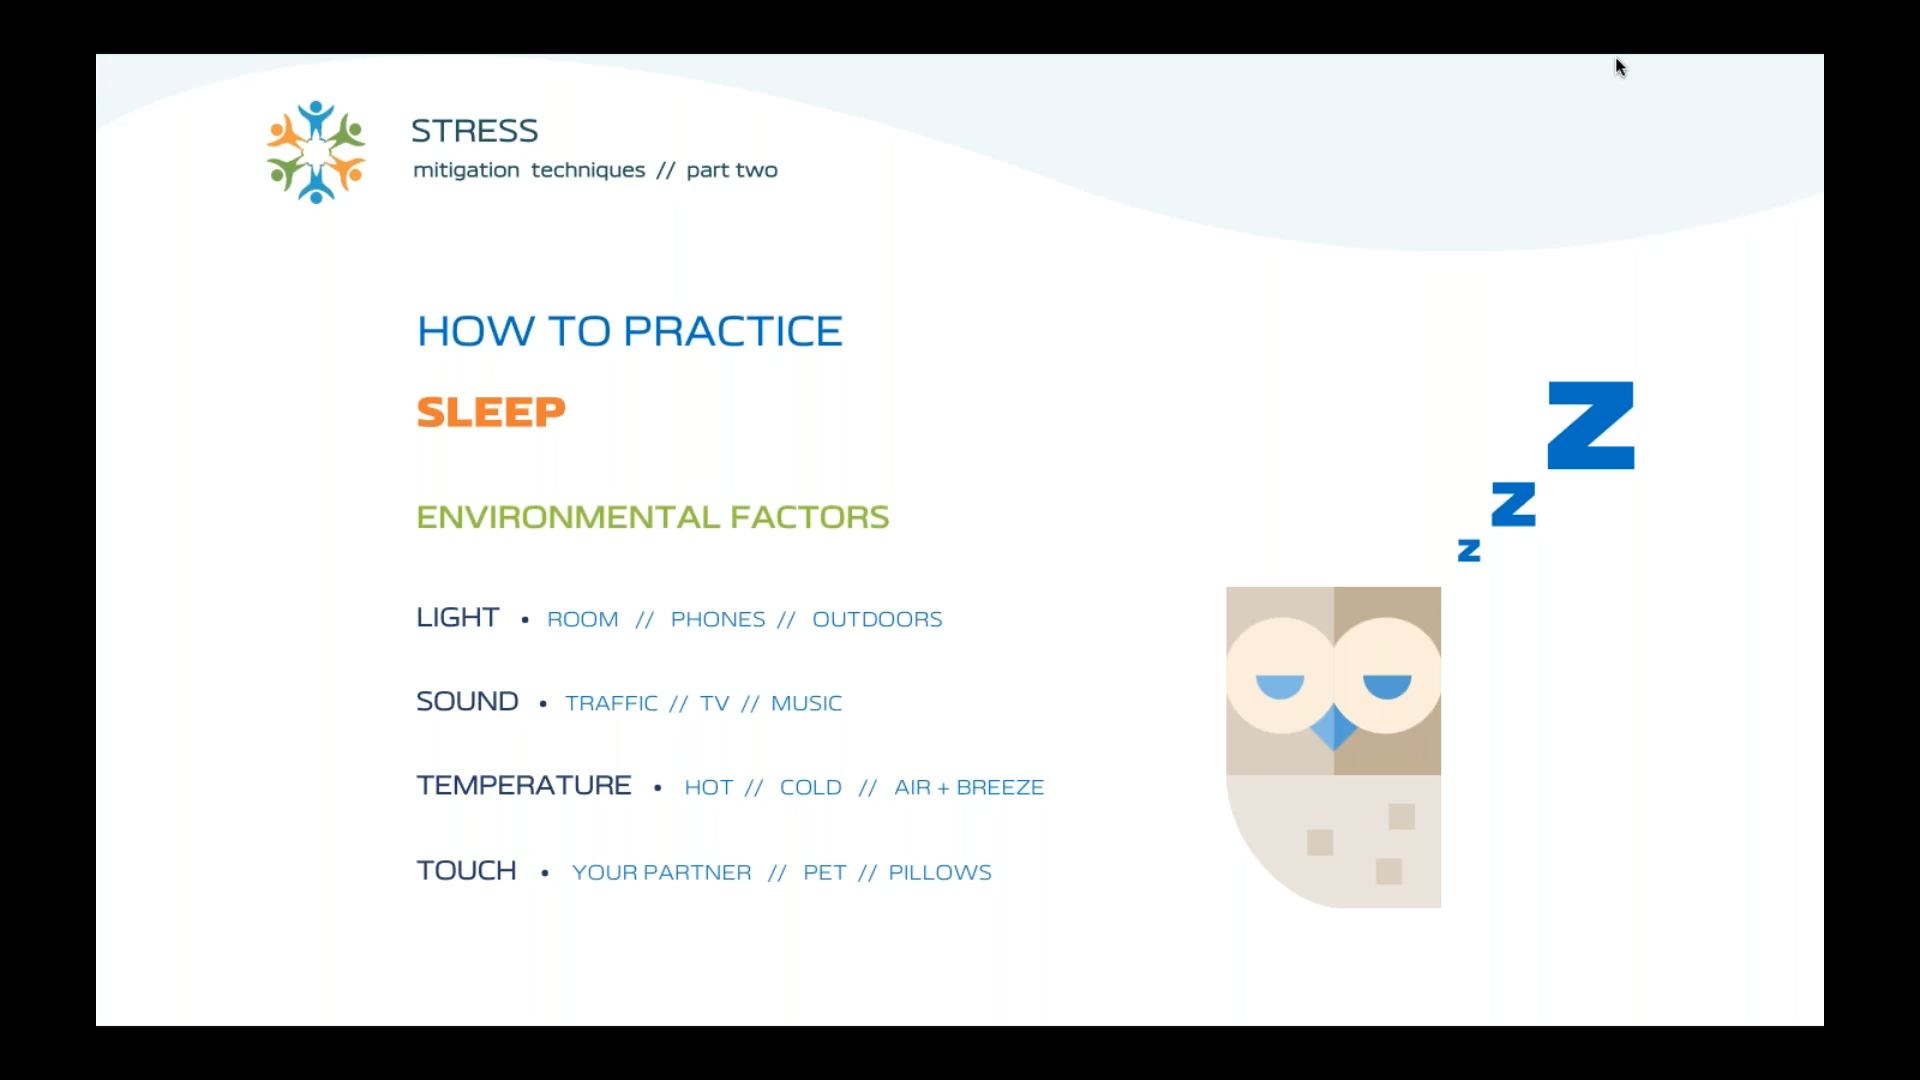 STRESS
mitigation techniques // part two
HOW TO PRACTICE
SLEEP
ENVIRONMENTAL FACTORS
LIGHT • ROOM // PHONES // OUTDOORS
SOUND • TRAFFIC // TV // MUSIC
TEMPERATURE • HOT // COLD // AIR + BREEZE
TOUCH • YOUR PARTNER // PET // PILLOWS
Z
Z
Z